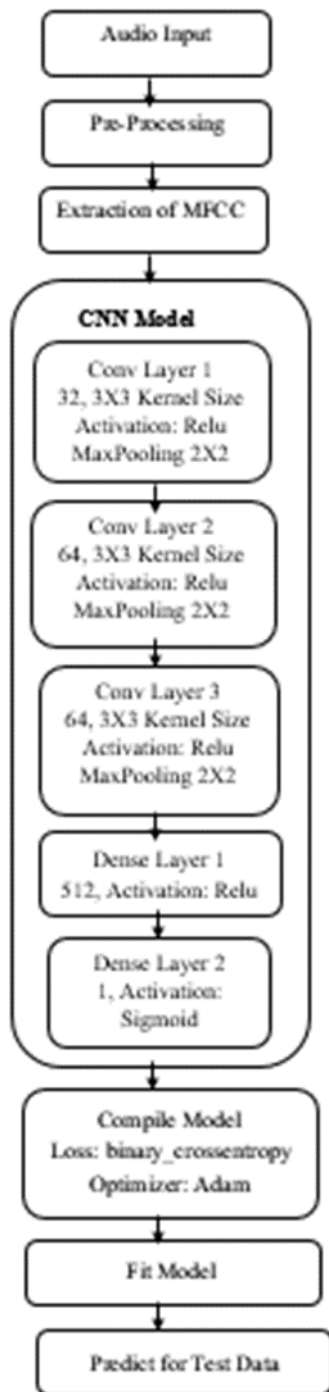 Audio Input
Pre-Processing
Extraction of MFCC
CNN Model
Conv Layer 1
32, 3X3 Kernel Size
Activation: Relu
MaxPooling 2X2
Conv Layer 2
64, 3X3 Kernel Size
Activation: Relu
MaxPooling 2X2
Conv Layer 3
64, 3X3 Kernel Size
Activation: Relu
MaxPooling 2X2
Dense Layer 1
512, Activation: Relu
Dense Layer 2
1, Activation:
Sigmoid
Compile Model
Loss: binary_crossentropy
Optimizer: Adam
Fit Model
Predict for Test Data